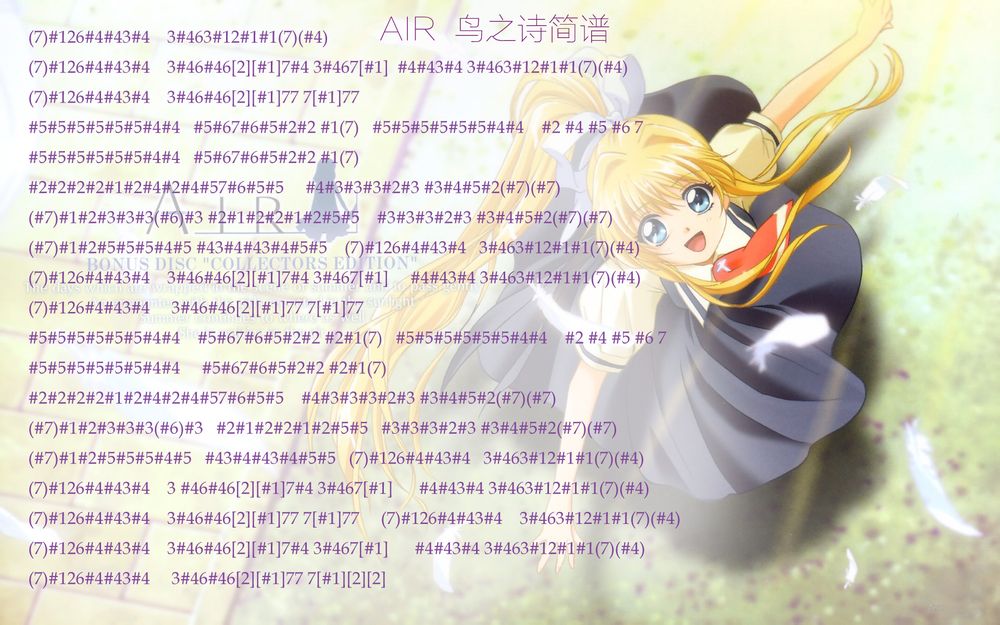 AIR 鸟之诗简谱
(7)#126#4#43#4 3#463#12#1#1(7)(#4)
(7)#126#4#43#4 3#46#46[2][#1]7#4 3#467[#1] #4#43#4 3#463#12#1#1(7)(#4)
(7)#126#4#43#4 3#46#46[2][#1]77 7[#1]77
#5#5#5#5#5#5#4#4 #5#67#6#5#2#2 #1(7) #5#5#5#5#5#5#4#4 #2 #4 #5 #6 7
#5#5#5#5#5#5#4#4 #5#67#6#5#2#2 #1(7)
#2#2#2#2#1#2#4#2#4#57#6#5#5 #4#3#3#3#2#3 #3#4#5#2(#7)(#7)
(#7)#1#2#3#3#3(#6)#3 #2#1#2#2#1#2#5#5 #3#3#3#2#3 #3#4#5#2(#7)(#7)
(#7)#1#2#5#5#5#4#5 #43#4#43#4#5#5 (7)#126#4#43#4 3#463#12#1#1(7)(#4)
AIR
BONUS DISC "COLLECTORS EDITION"
(7)#126#4#43#4 3#46#46[2][#1]7#4 3#467[#1] #4#43#4 3#463#12#1#1(7)(#4)
(7)#126#4#43#4 3#46#46[2][#1]77 7[#1]77
#5#5#5#5#5#5#4#4 #5#67#6#5#2#2 #2#1(7) #5#5#5#5#5#5#4#4 #2 #4 #5 #6 7
#5#5#5#5#5#5#4#4 #5#67#6#5#2#2 #2#1(7)
#2#2#2#2#1#2#4#2#4#57#6#5#5 #4#3#3#3#2#3 #3#4#5#2(#7)(#7)
(#7)#1#2#3#3#3(#6)#3 #2#1#2#2#1#2#5#5 #3#3#3#2#3 #3#4#5#2(#7)(#7)
(#7)#1#2#5#5#5#4#5 #43#4#43#4#5#5 (7)#126#4#43#4 3#463#12#1#1(7)(#4)
(7)#126#4#43#4 3 #46#46[2][#1]7#4 3#467[#1] #4#43#4 3#463#12#1#1(7)(#4)
(7)#126#4#43#4 3#46#46[2][#1]77 7[#1]77 (7)#126#4#43#4 3#463#12#1#1(7)(#4)
(7)#126#4#43#4 3#46#46[2][#1]7#4 3#467[#1] #4#43#4 3#463#12#1#1(7)(#4)
(7)#126#4#43#4 3#46#46[2][#1]77 7[#1][2][2]